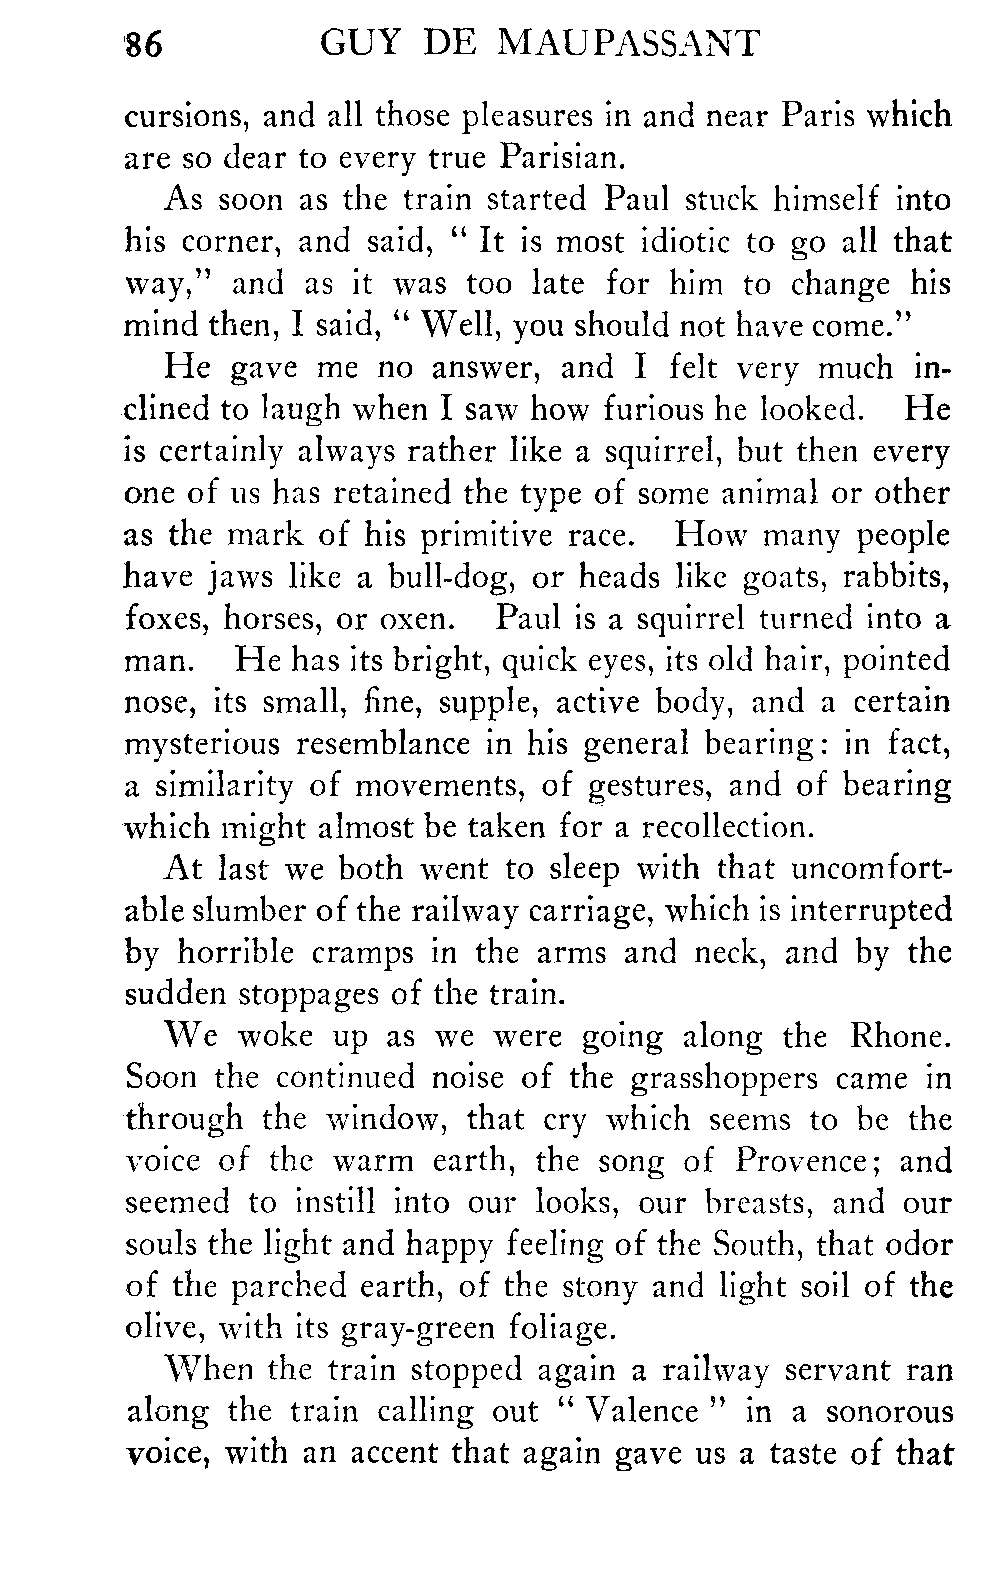 86 GUY DE MAUPASSANT
cursions, and all those pleasures in and near Paris which
are so dear to every true Parisian.
As soon as the train started Paul stuck himself into
his corner, and said, “ It is most idiotic to go all that
way,” and as it was too late for him to change his
mind then, I said, “ Well, you should not have come.”
He gave me no answer, and I felt very much in-
clined to laugh when I saw how furious he looked. He
is certainly always rather like a squirrel, but then every
one of us has retained the type of some animal or other
as the mark of his primitive race. How many people
have jaws like a bull-dog, or heads like goats, rabbits,
foxes, horses, or oxen. Paul is a squirrel turned into a
man. He has its bright, quick eyes, its old hair, pointed
nose, its small, fine, supple, active body, and a certain
mysterious resemblance in his general bearing: in fact,
a similarity of movements, of gestures, and of bearing
which might almost be taken for a recollection.
At last we both went to sleep with that uncomfort-
able slumber of the railway carriage, which is interrupted
by horrible cramps in the arms and neck, and by the
sudden stoppages of the train.
We woke up as we were going along the Rhone.
Soon the continued noise of the grasshoppers came in
through the window, that cry which seems to be the
voice of the warm earth, the song of Provence; and
seemed to instill into our looks, our breasts, and our
souls the light and happy feeling of the South, that odor
of the parched earth, of the stony and light soil of the
olive, with its gray-green foliage.
When the train stopped again a railway servant ran
along the train calling out “ Valence ” in a sonorous
voice, with an accent that again gave us a taste of that